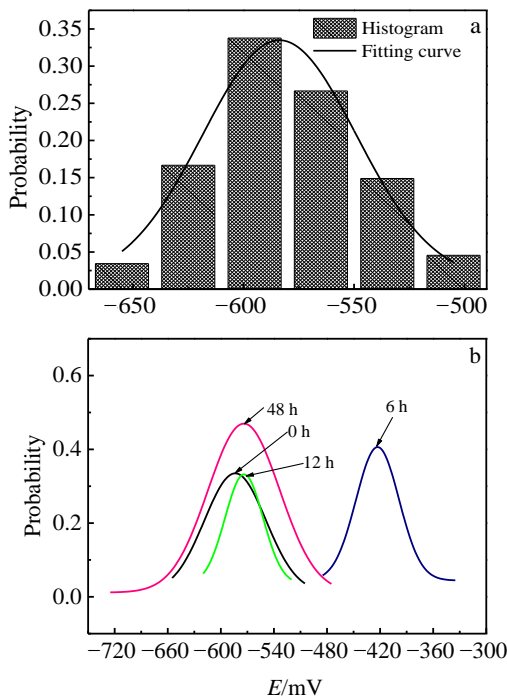 a
Histogram
Fitting curve
Probability
0.35
0.30
0.25
0.20
0.15
0.10
0.05
0.00
−650 −600 −550 −500
b
48 h
0 h
12 h
6 h
Probability
0.6
0.4
0.2
0.0
−720 −660 −600 −540 −480 −420 −360 −300
E/mV